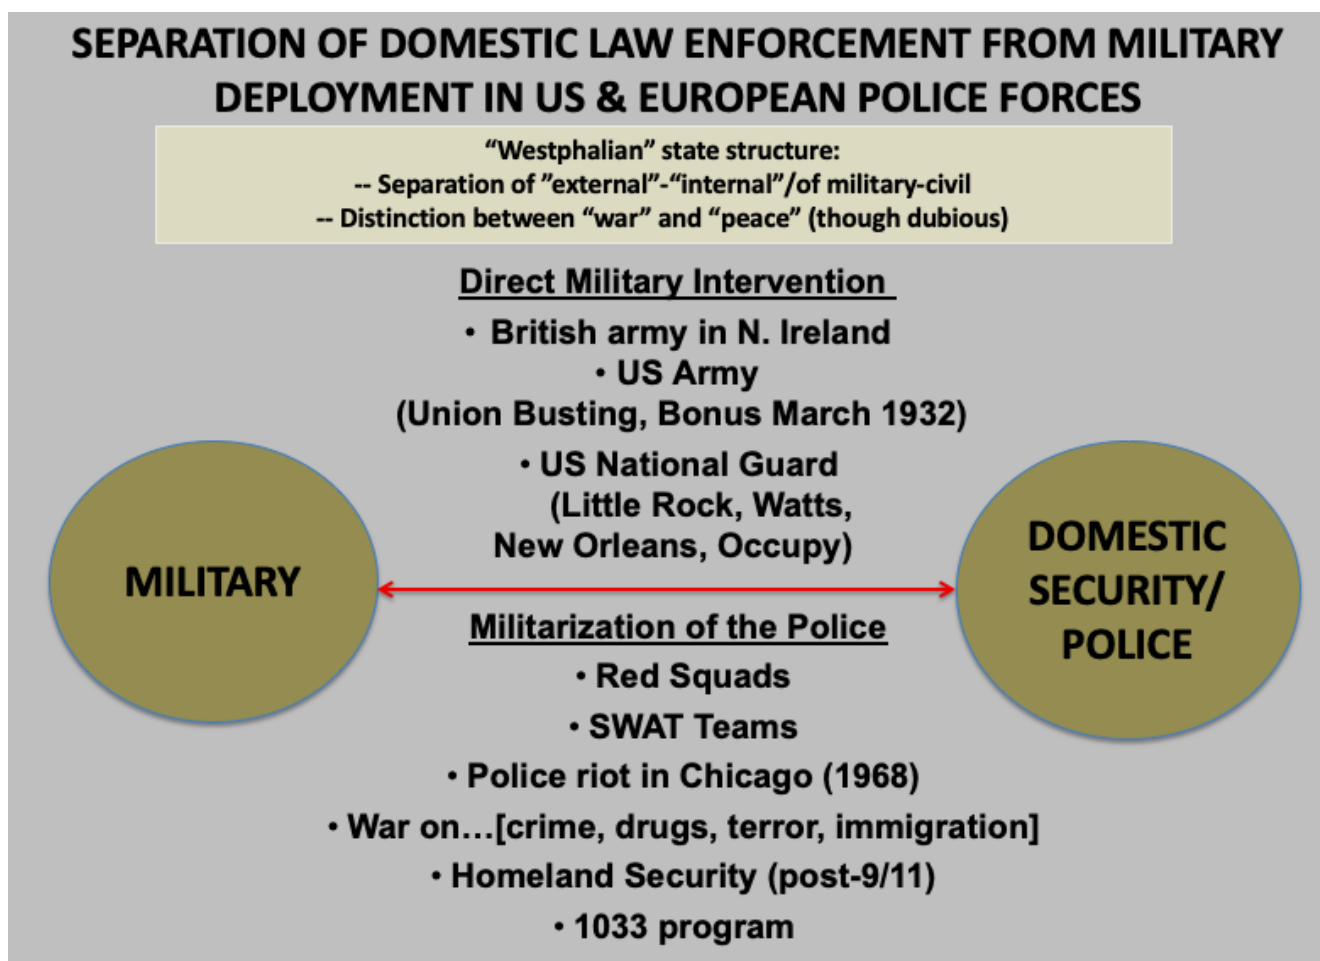 SEPARATION OF DOMESTIC LAW ENFORCEMENT FROM MILITARY
DEPLOYMENT IN US & EUROPEAN POLICE FORCES
“Westphalian” state structure:
-- Separation of ”external”-“internal”/of military-civil
-- Distinction between “war” and “peace” (though dubious)
Direct Military Intervention
• British army in N. Ireland
• US Army
(Union Busting, Bonus March 1932)
• US National Guard
(Little Rock, Watts,
New Orleans, Occupy)
MILITARY
DOMESTIC
SECURITY/
POLICE
Militarization of the Police
• Red Squads
• SWAT Teams
• Police riot in Chicago (1968)
• War on…[crime, drugs, terror, immigration]
• Homeland Security (post-9/11)
• 1033 program